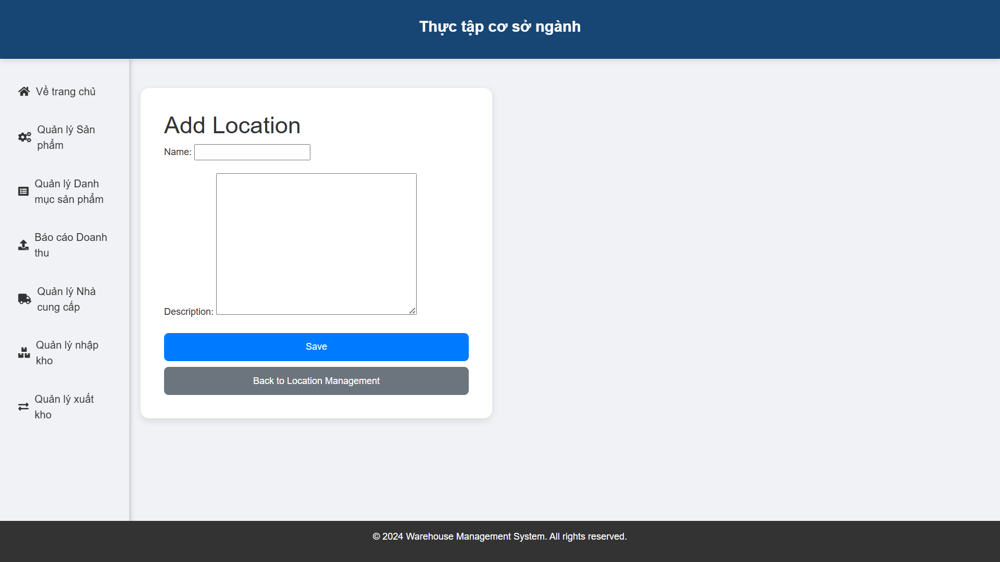 Thực tập cơ sở ngành
Về trang chủ
Quản lý Sản
phẩm
Quản lý Danh
mục sản phẩm
Báo cáo Doanh
thu
Quản lý Nhà
cung cấp
Quản lý nhập
kho
Quản lý xuất
kho
Add Location
Name:
Description:
Save
Back to Location Management
© 2024 Warehouse Management System. All rights reserved.